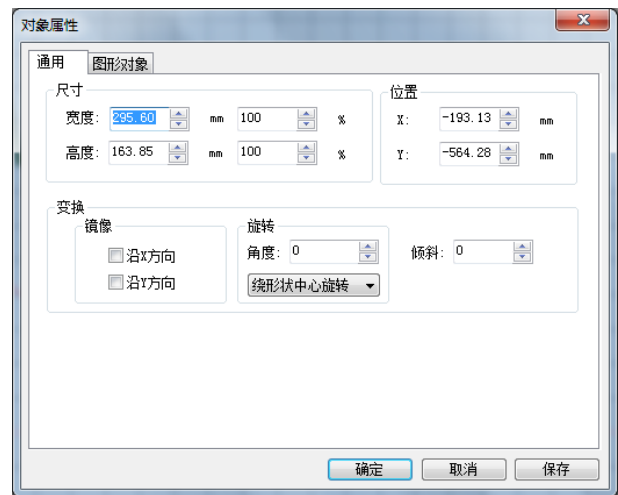 对象属性
通用 图形对象
尺寸 位置
宽度: 295.60 mm 100 % X: -193.13 mm
高度: 163.85 mm 100 % Y: -564.28 mm
变换
镜像 旋转
沿X方向 角度: 0 倾斜: 0
沿Y方向 绕形状中心旋转
确定 取消 保存